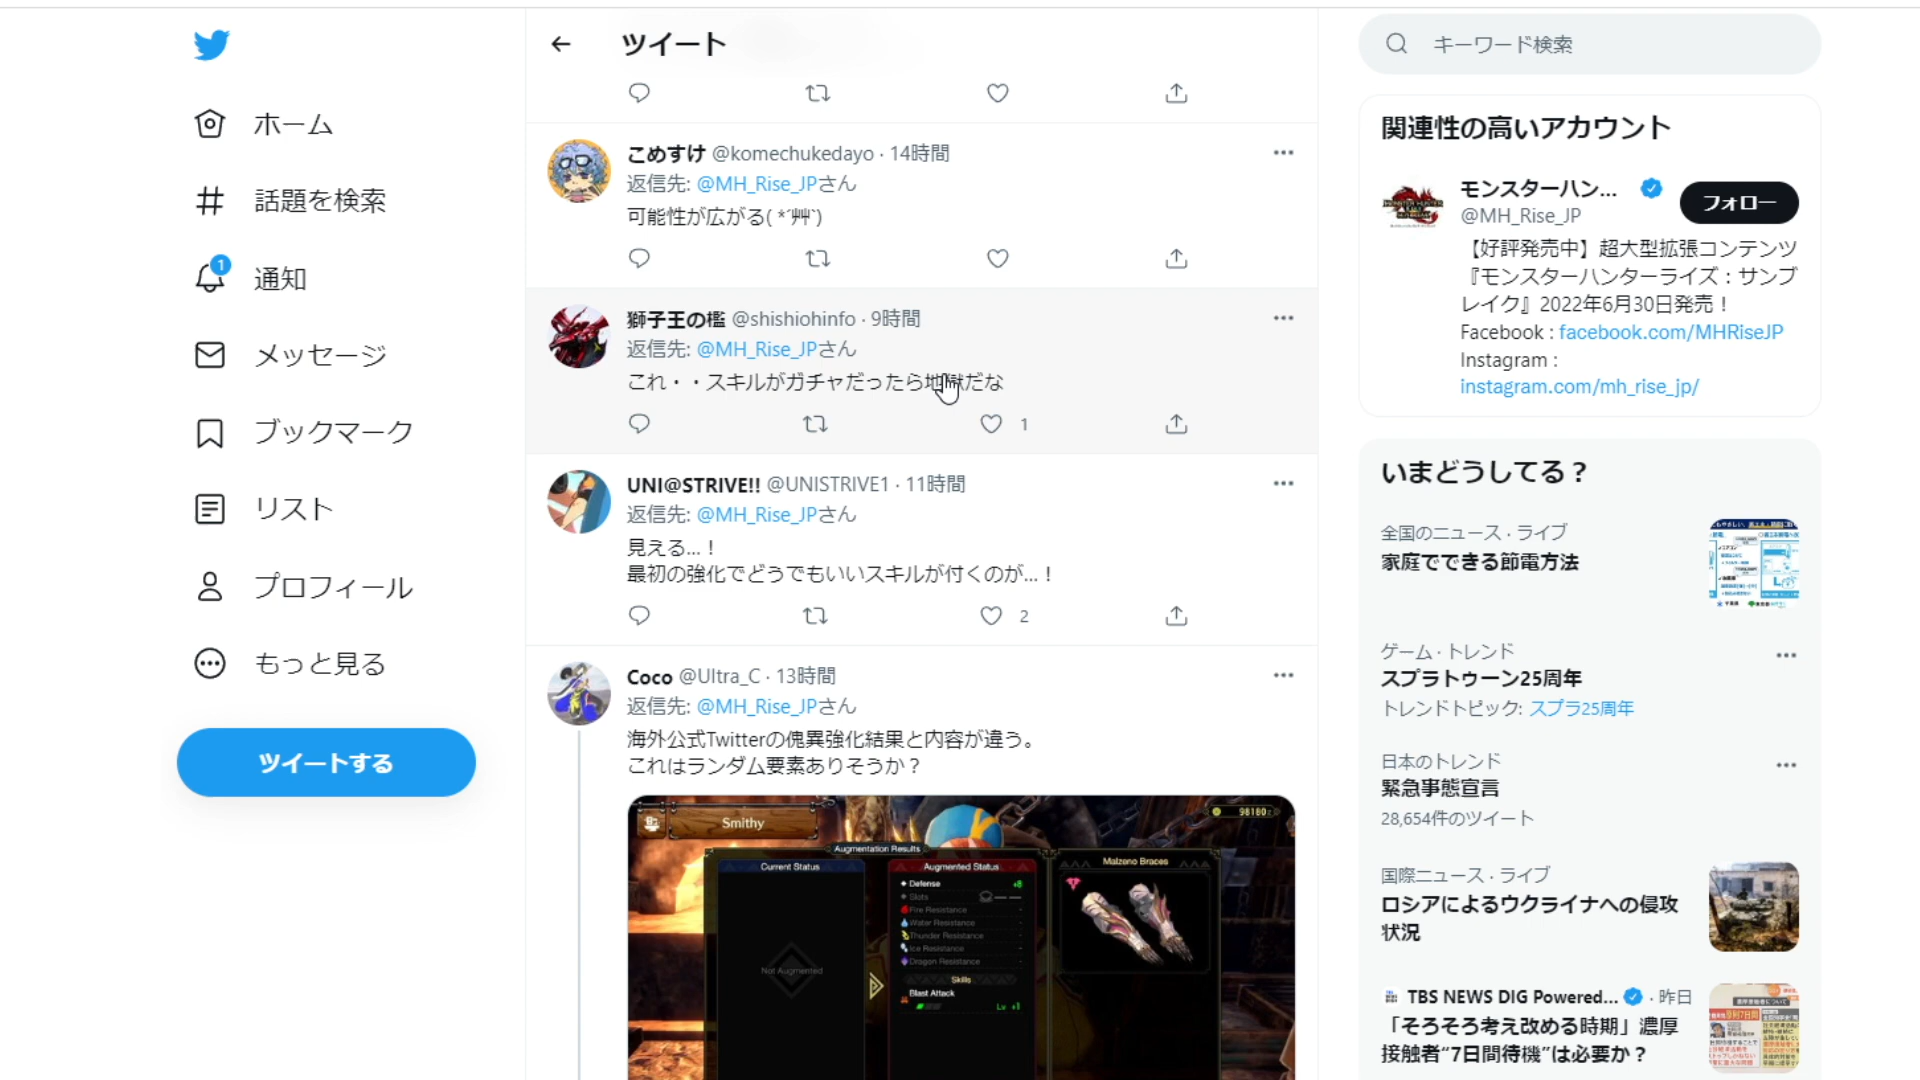 ホーム
話題を検索
1
通知
メッセージ
ブックマーク
リスト
プロフィール
もっと見る
ツイートする
ツイート
こめすけ @komechukedayo · 14時間
返信先: @MH_Rise_JPさん
可能性が広がる( *´艸`)
獅子王の檻 @shishiohinfo · 9時間
返信先: @MH_Rise_JPさん
これ・・スキルがガチャだったら地獄だな
1
UNI@STRIVE!! @UNISTRIVE1 · 11時間
返信先: @MH_Rise_JPさん
見える...！
最初の強化でどうでもいいスキルが付くのが...！
2
Coco @Ultra_C · 13時間
返信先: @MH_Rise_JPさん
海外公式Twitterの傀異強化結果と内容が違う。
これはランダム要素ありそうか？
Smithy
98180z
Augmentation Results
Current Status
Not Augmented
Augmented Status
Defense +8
Slots
Fire Resistance -
Water Resistance -
Thunder Resistance -
Ice Resistance -
Dragon Resistance -
Skills
Blast Attack
Lv +1
Malzeno Braces
キーワード検索
関連性の高いアカウント
モンスターハン...
@MH_Rise_JP
フォロー
【好評発売中】超大型拡張コンテンツ
『モンスターハンターライズ：サンブ
レイク』2022年6月30日発売！
Facebook : facebook.com/MHRiseJP
Instagram :
instagram.com/mh_rise_jp/
いまどうしてる？
全国のニュース · ライブ
家庭でできる節電方法
ゲーム · トレンド
スプラトゥーン25周年
トレンドトピック: スプラ25周年
日本のトレンド
緊急事態宣言
28,654件のツイート
国際ニュース · ライブ
ロシアによるウクライナへの侵攻
状況
TBS NEWS DIG Powered... · 昨日
「そろそろ考え改める時期」濃厚
接触者“7日間待機”は必要か？